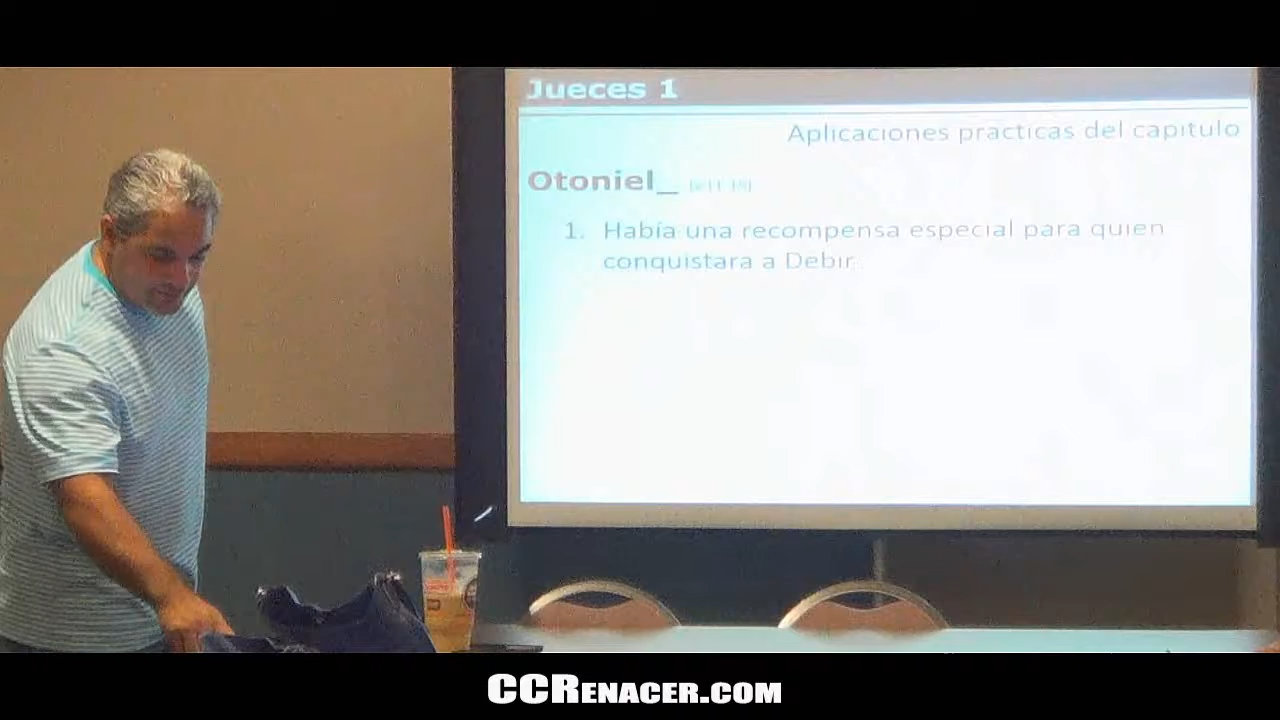 Jueces 1
Aplicaciones practicas del capitulo
Otoniel_
1. Había una recompensa especial para quien
conquistara a Debir.
CCRENACER.COM